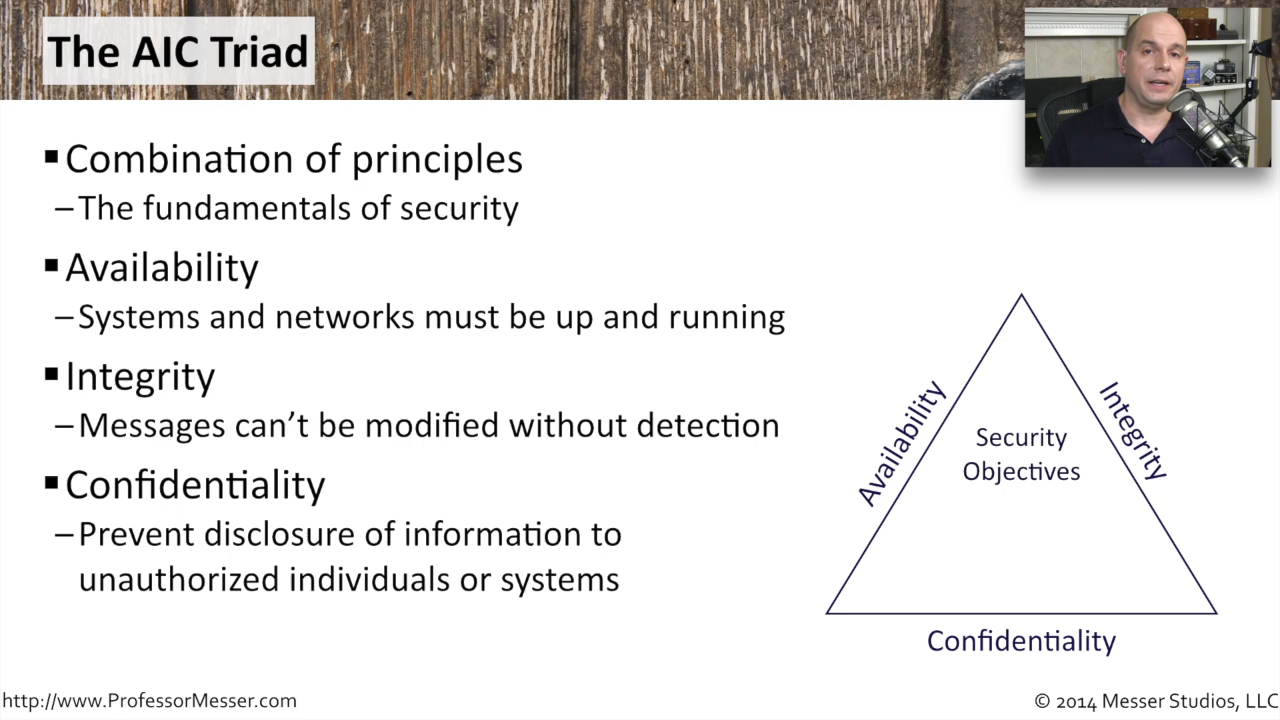 The AIC Triad
▪Combination of principles
–The fundamentals of security
▪Availability
–Systems and networks must be up and running
▪Integrity
–Messages can’t be modified without detection
▪Confidentiality
–Prevent disclosure of information to
unauthorized individuals or systems
Availability
Integrity
Security
Objectives
Confidentiality
http://www.ProfessorMesser.com
© 2014 Messer Studios, LLC